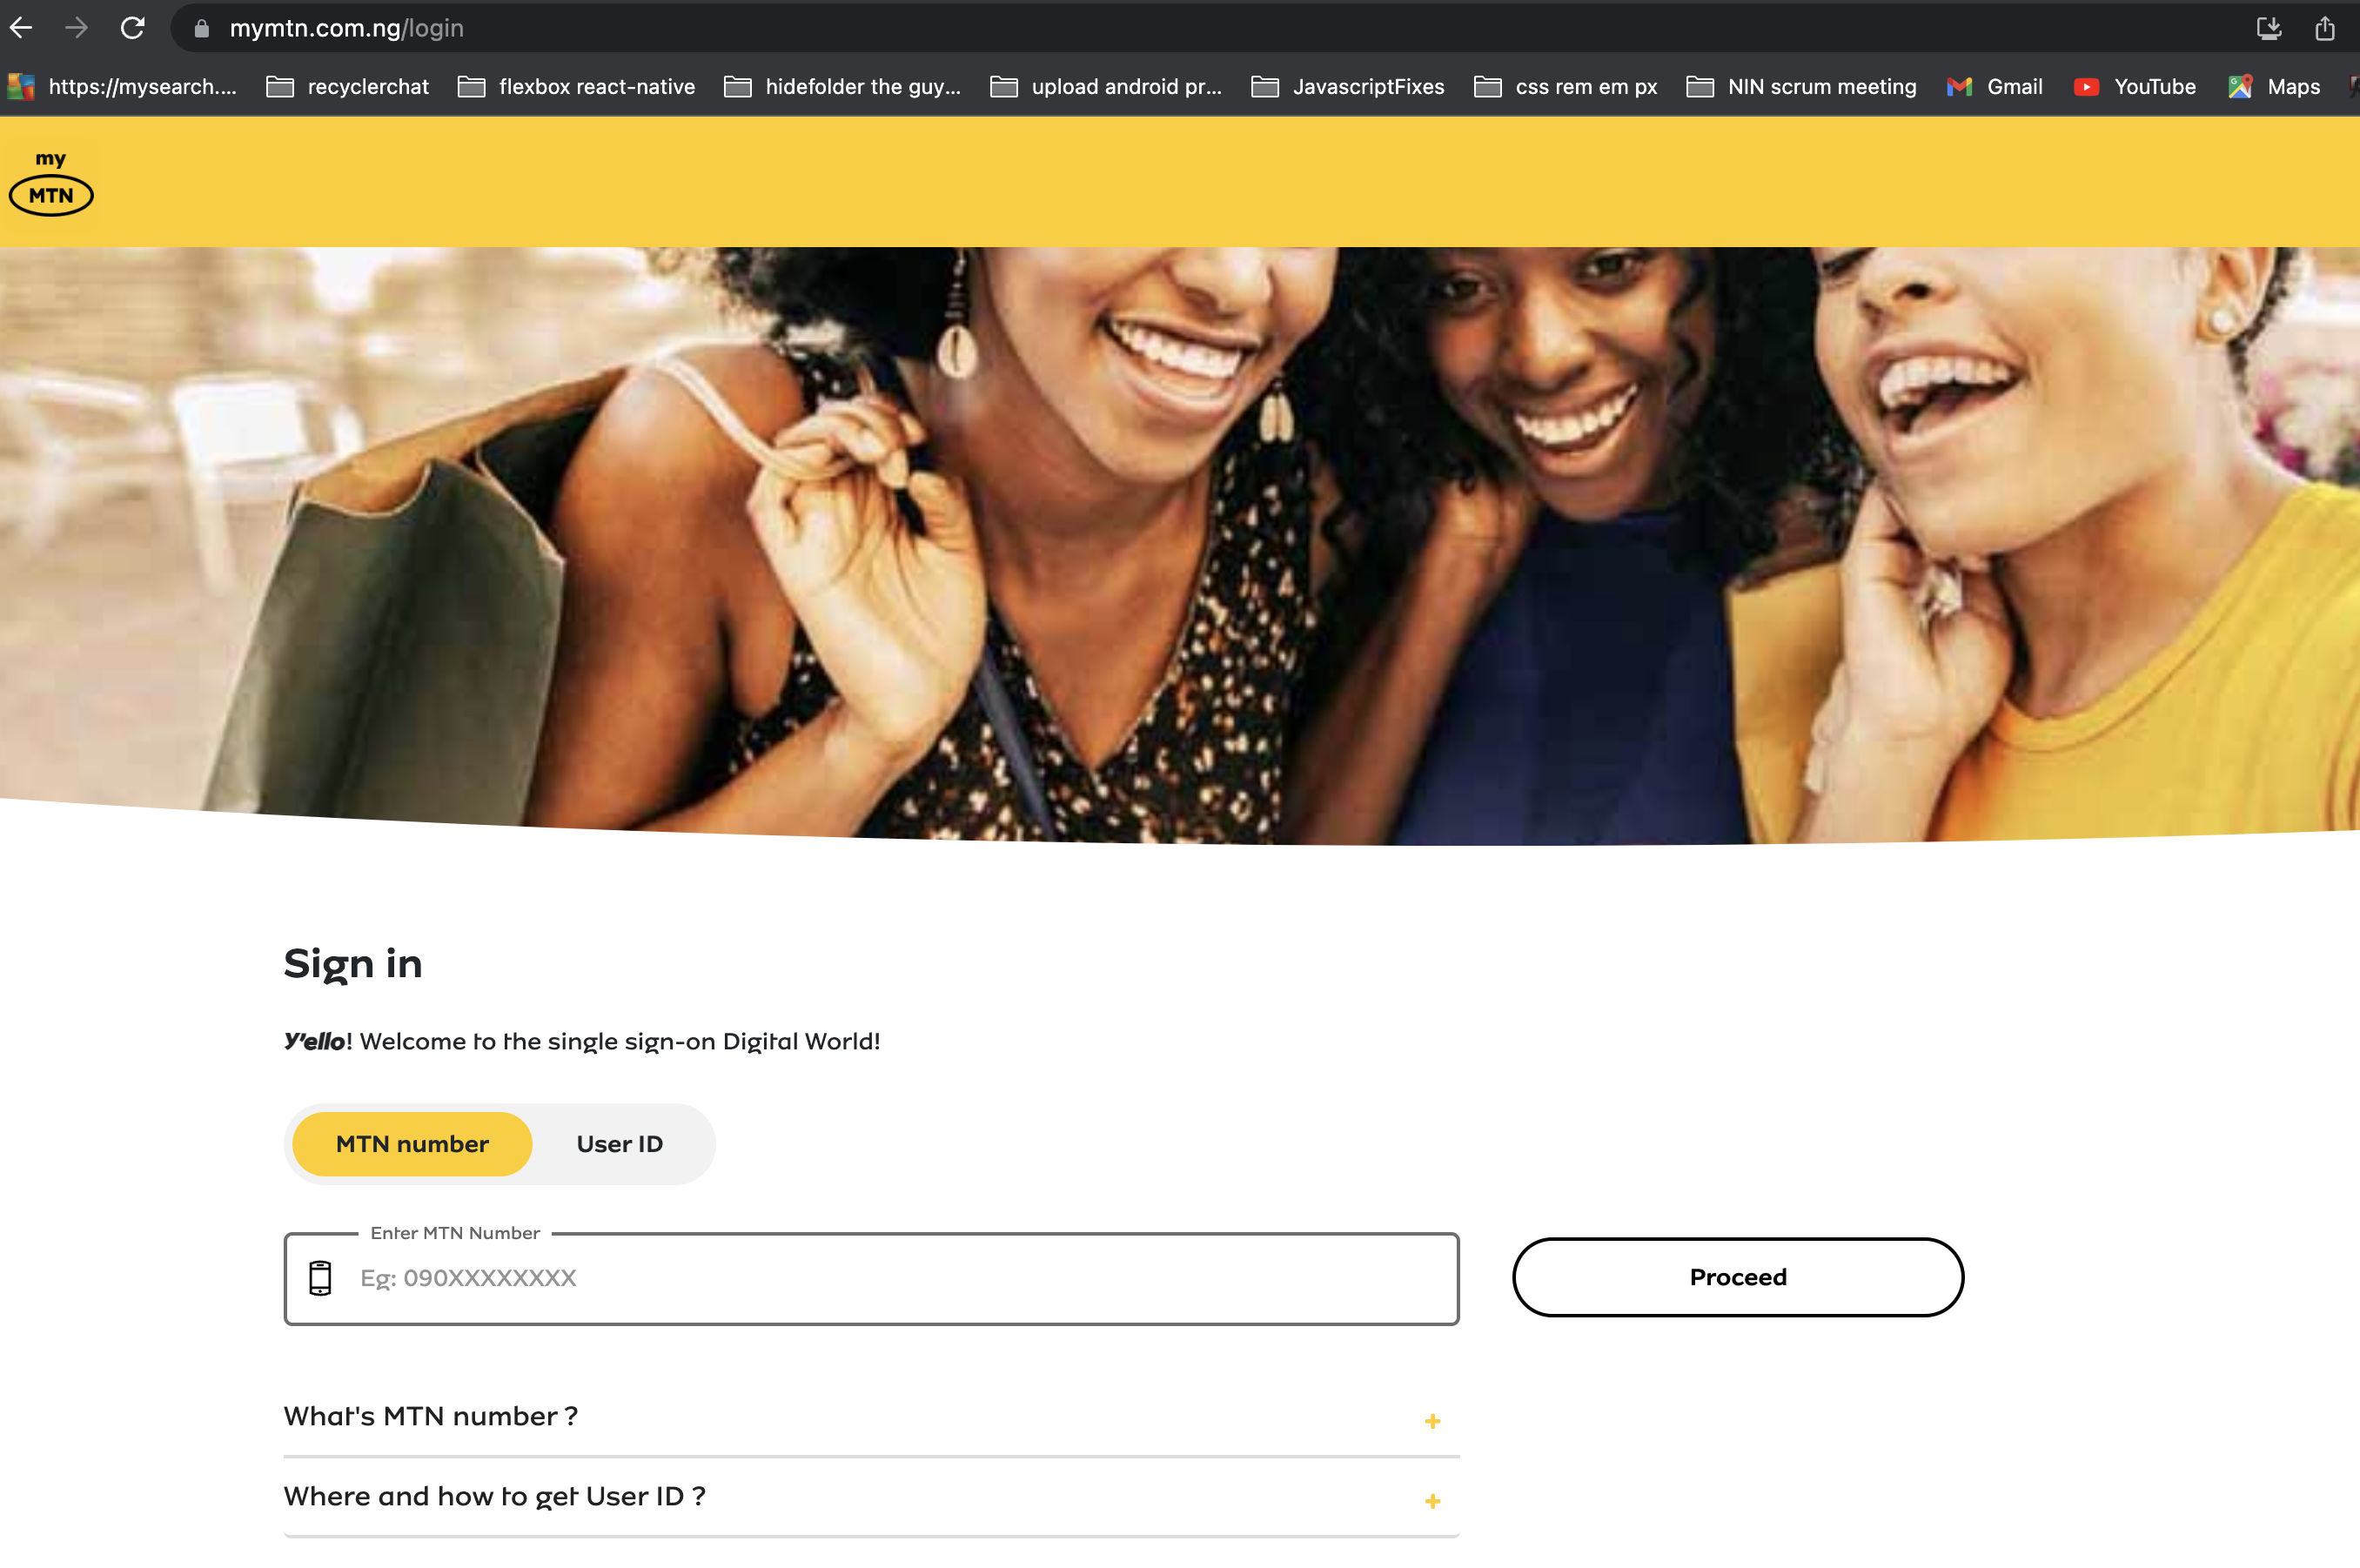 mymtn.com.ng/login
https://mysearch.... recyclerchat flexbox react-native hidefolder the guy... upload android pr... JavascriptFixes css rem em px NIN scrum meeting Gmail YouTube Maps
my
MTN
Sign in
Y'ello! Welcome to the single sign-on Digital World!
MTN number User ID
Enter MTN Number
Eg: 090XXXXXXXX
Proceed
What's MTN number ?
+
Where and how to get User ID ?
+